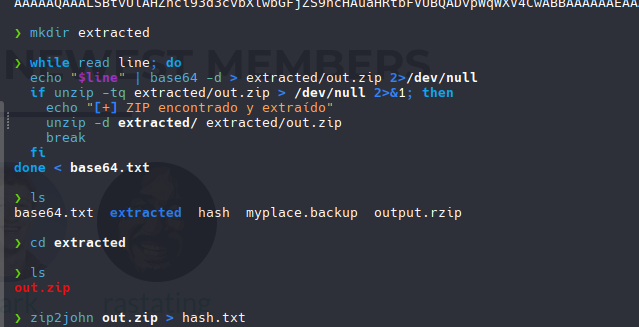 ❯ mkdir extracted
❯ while read line; do
echo "$line" | base64 -d > extracted/out.zip 2>/dev/null
if unzip -tq extracted/out.zip > /dev/null 2>&1; then
echo "[+] ZIP encontrado y extraído"
unzip -d extracted/ extracted/out.zip
break
fi
done < base64.txt
❯ ls
base64.txt extracted hash myplace.backup output.rzip
❯ cd extracted
❯ ls
out.zip
❯ zip2john out.zip > hash.txt
NEWEST MEMBERS
rastating